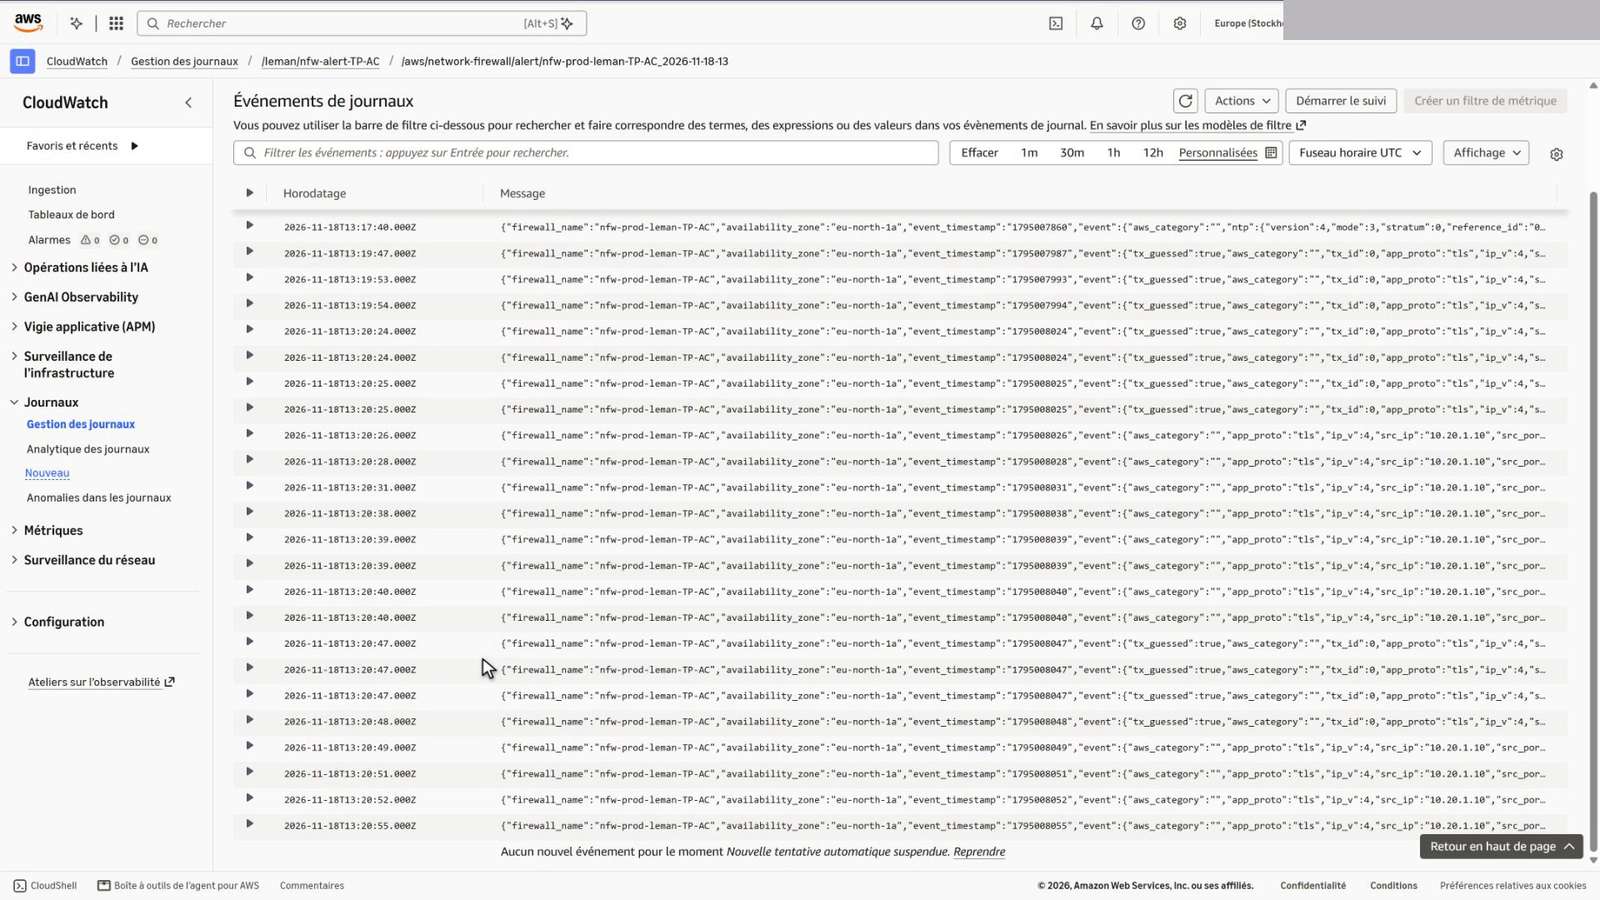 aws
Rechercher [Alt+S] Europe (Stockh
CloudWatch / Gestion des journaux / /leman/nfw-alert-TP-AC / /aws/network-firewall/alert/nfw-prod-leman-TP-AC_2026-11-18-13
CloudWatch
Favoris et récents
Ingestion
Tableaux de bord
Alarmes 0 0 0
Opérations liées à l'IA
GenAI Observability
Vigie applicative (APM)
Surveillance de
l'infrastructure
Journaux
Gestion des journaux
Analytique des journaux
Nouveau
Anomalies dans les journaux
Métriques
Surveillance du réseau
Configuration
Ateliers sur l'observabilité
Événements de journaux
Actions Démarrer le suivi Créer un filtre de métrique
Vous pouvez utiliser la barre de filtre ci-dessous pour rechercher et faire correspondre des termes, des expressions ou des valeurs dans vos évènements de journal. En savoir plus sur les modèles de filtre
Filtrer les événements : appuyez sur Entrée pour rechercher. Effacer 1m 30m 1h 12h Personnalisées Fuseau horaire UTC Affichage
Horodatage Message
2026-11-18T13:17:40.000Z {"firewall_name":"nfw-prod-leman-TP-AC","availability_zone":"eu-north-1a","event_timestamp":"1795007860","event":{"aws_category":"","ntp":{"version":4,"mode":3,"stratum":0,"reference_id":"0…
2026-11-18T13:19:47.000Z {"firewall_name":"nfw-prod-leman-TP-AC","availability_zone":"eu-north-1a","event_timestamp":"1795007987","event":{"tx_guessed":true,"aws_category":"","tx_id":0,"app_proto":"tls","ip_v":4,"s…
2026-11-18T13:19:53.000Z {"firewall_name":"nfw-prod-leman-TP-AC","availability_zone":"eu-north-1a","event_timestamp":"1795007993","event":{"tx_guessed":true,"aws_category":"","tx_id":0,"app_proto":"tls","ip_v":4,"s…
2026-11-18T13:19:54.000Z {"firewall_name":"nfw-prod-leman-TP-AC","availability_zone":"eu-north-1a","event_timestamp":"1795007994","event":{"tx_guessed":true,"aws_category":"","tx_id":0,"app_proto":"tls","ip_v":4,"s…
2026-11-18T13:20:24.000Z {"firewall_name":"nfw-prod-leman-TP-AC","availability_zone":"eu-north-1a","event_timestamp":"1795008024","event":{"tx_guessed":true,"aws_category":"","tx_id":0,"app_proto":"tls","ip_v":4,"s…
2026-11-18T13:20:24.000Z {"firewall_name":"nfw-prod-leman-TP-AC","availability_zone":"eu-north-1a","event_timestamp":"1795008024","event":{"tx_guessed":true,"aws_category":"","tx_id":0,"app_proto":"tls","ip_v":4,"s…
2026-11-18T13:20:25.000Z {"firewall_name":"nfw-prod-leman-TP-AC","availability_zone":"eu-north-1a","event_timestamp":"1795008025","event":{"tx_guessed":true,"aws_category":"","tx_id":0,"app_proto":"tls","ip_v":4,"s…
2026-11-18T13:20:25.000Z {"firewall_name":"nfw-prod-leman-TP-AC","availability_zone":"eu-north-1a","event_timestamp":"1795008025","event":{"tx_guessed":true,"aws_category":"","tx_id":0,"app_proto":"tls","ip_v":4,"s…
2026-11-18T13:20:26.000Z {"firewall_name":"nfw-prod-leman-TP-AC","availability_zone":"eu-north-1a","event_timestamp":"1795008026","event":{"aws_category":"","app_proto":"tls","ip_v":4,"src_ip":"10.20.1.10","src_por…
2026-11-18T13:20:28.000Z {"firewall_name":"nfw-prod-leman-TP-AC","availability_zone":"eu-north-1a","event_timestamp":"1795008028","event":{"aws_category":"","app_proto":"tls","ip_v":4,"src_ip":"10.20.1.10","src_por…
2026-11-18T13:20:31.000Z {"firewall_name":"nfw-prod-leman-TP-AC","availability_zone":"eu-north-1a","event_timestamp":"1795008031","event":{"aws_category":"","app_proto":"tls","ip_v":4,"src_ip":"10.20.1.10","src_por…
2026-11-18T13:20:38.000Z {"firewall_name":"nfw-prod-leman-TP-AC","availability_zone":"eu-north-1a","event_timestamp":"1795008038","event":{"aws_category":"","app_proto":"tls","ip_v":4,"src_ip":"10.20.1.10","src_por…
2026-11-18T13:20:39.000Z {"firewall_name":"nfw-prod-leman-TP-AC","availability_zone":"eu-north-1a","event_timestamp":"1795008039","event":{"aws_category":"","app_proto":"tls","ip_v":4,"src_ip":"10.20.1.10","src_por…
2026-11-18T13:20:39.000Z {"firewall_name":"nfw-prod-leman-TP-AC","availability_zone":"eu-north-1a","event_timestamp":"1795008039","event":{"aws_category":"","app_proto":"tls","ip_v":4,"src_ip":"10.20.1.10","src_por…
2026-11-18T13:20:40.000Z {"firewall_name":"nfw-prod-leman-TP-AC","availability_zone":"eu-north-1a","event_timestamp":"1795008040","event":{"aws_category":"","app_proto":"tls","ip_v":4,"src_ip":"10.20.1.10","src_por…
2026-11-18T13:20:40.000Z {"firewall_name":"nfw-prod-leman-TP-AC","availability_zone":"eu-north-1a","event_timestamp":"1795008040","event":{"aws_category":"","app_proto":"tls","ip_v":4,"src_ip":"10.20.1.10","src_por…
2026-11-18T13:20:47.000Z {"firewall_name":"nfw-prod-leman-TP-AC","availability_zone":"eu-north-1a","event_timestamp":"1795008047","event":{"tx_guessed":true,"aws_category":"","tx_id":0,"app_proto":"tls","ip_v":4,"s…
2026-11-18T13:20:47.000Z {"firewall_name":"nfw-prod-leman-TP-AC","availability_zone":"eu-north-1a","event_timestamp":"1795008047","event":{"tx_guessed":true,"aws_category":"","tx_id":0,"app_proto":"tls","ip_v":4,"s…
2026-11-18T13:20:47.000Z {"firewall_name":"nfw-prod-leman-TP-AC","availability_zone":"eu-north-1a","event_timestamp":"1795008047","event":{"tx_guessed":true,"aws_category":"","tx_id":0,"app_proto":"tls","ip_v":4,"s…
2026-11-18T13:20:48.000Z {"firewall_name":"nfw-prod-leman-TP-AC","availability_zone":"eu-north-1a","event_timestamp":"1795008048","event":{"tx_guessed":true,"aws_category":"","tx_id":0,"app_proto":"tls","ip_v":4,"s…
2026-11-18T13:20:49.000Z {"firewall_name":"nfw-prod-leman-TP-AC","availability_zone":"eu-north-1a","event_timestamp":"1795008049","event":{"aws_category":"","app_proto":"tls","ip_v":4,"src_ip":"10.20.1.10","src_por…
2026-11-18T13:20:51.000Z {"firewall_name":"nfw-prod-leman-TP-AC","availability_zone":"eu-north-1a","event_timestamp":"1795008051","event":{"aws_category":"","app_proto":"tls","ip_v":4,"src_ip":"10.20.1.10","src_por…
2026-11-18T13:20:52.000Z {"firewall_name":"nfw-prod-leman-TP-AC","availability_zone":"eu-north-1a","event_timestamp":"1795008052","event":{"aws_category":"","app_proto":"tls","ip_v":4,"src_ip":"10.20.1.10","src_por…
2026-11-18T13:20:55.000Z {"firewall_name":"nfw-prod-leman-TP-AC","availability_zone":"eu-north-1a","event_timestamp":"1795008055","event":{"aws_category":"","app_proto":"tls","ip_v":4,"src_ip":"10.20.1.10","src_por…
Aucun nouvel événement pour le moment Nouvelle tentative automatique suspendue. Reprendre
Retour en haut de page
CloudShell Boîte à outils de l'agent pour AWS Commentaires © 2026, Amazon Web Services, Inc. ou ses affiliés. Confidentialité Conditions Préférences relatives aux cookies